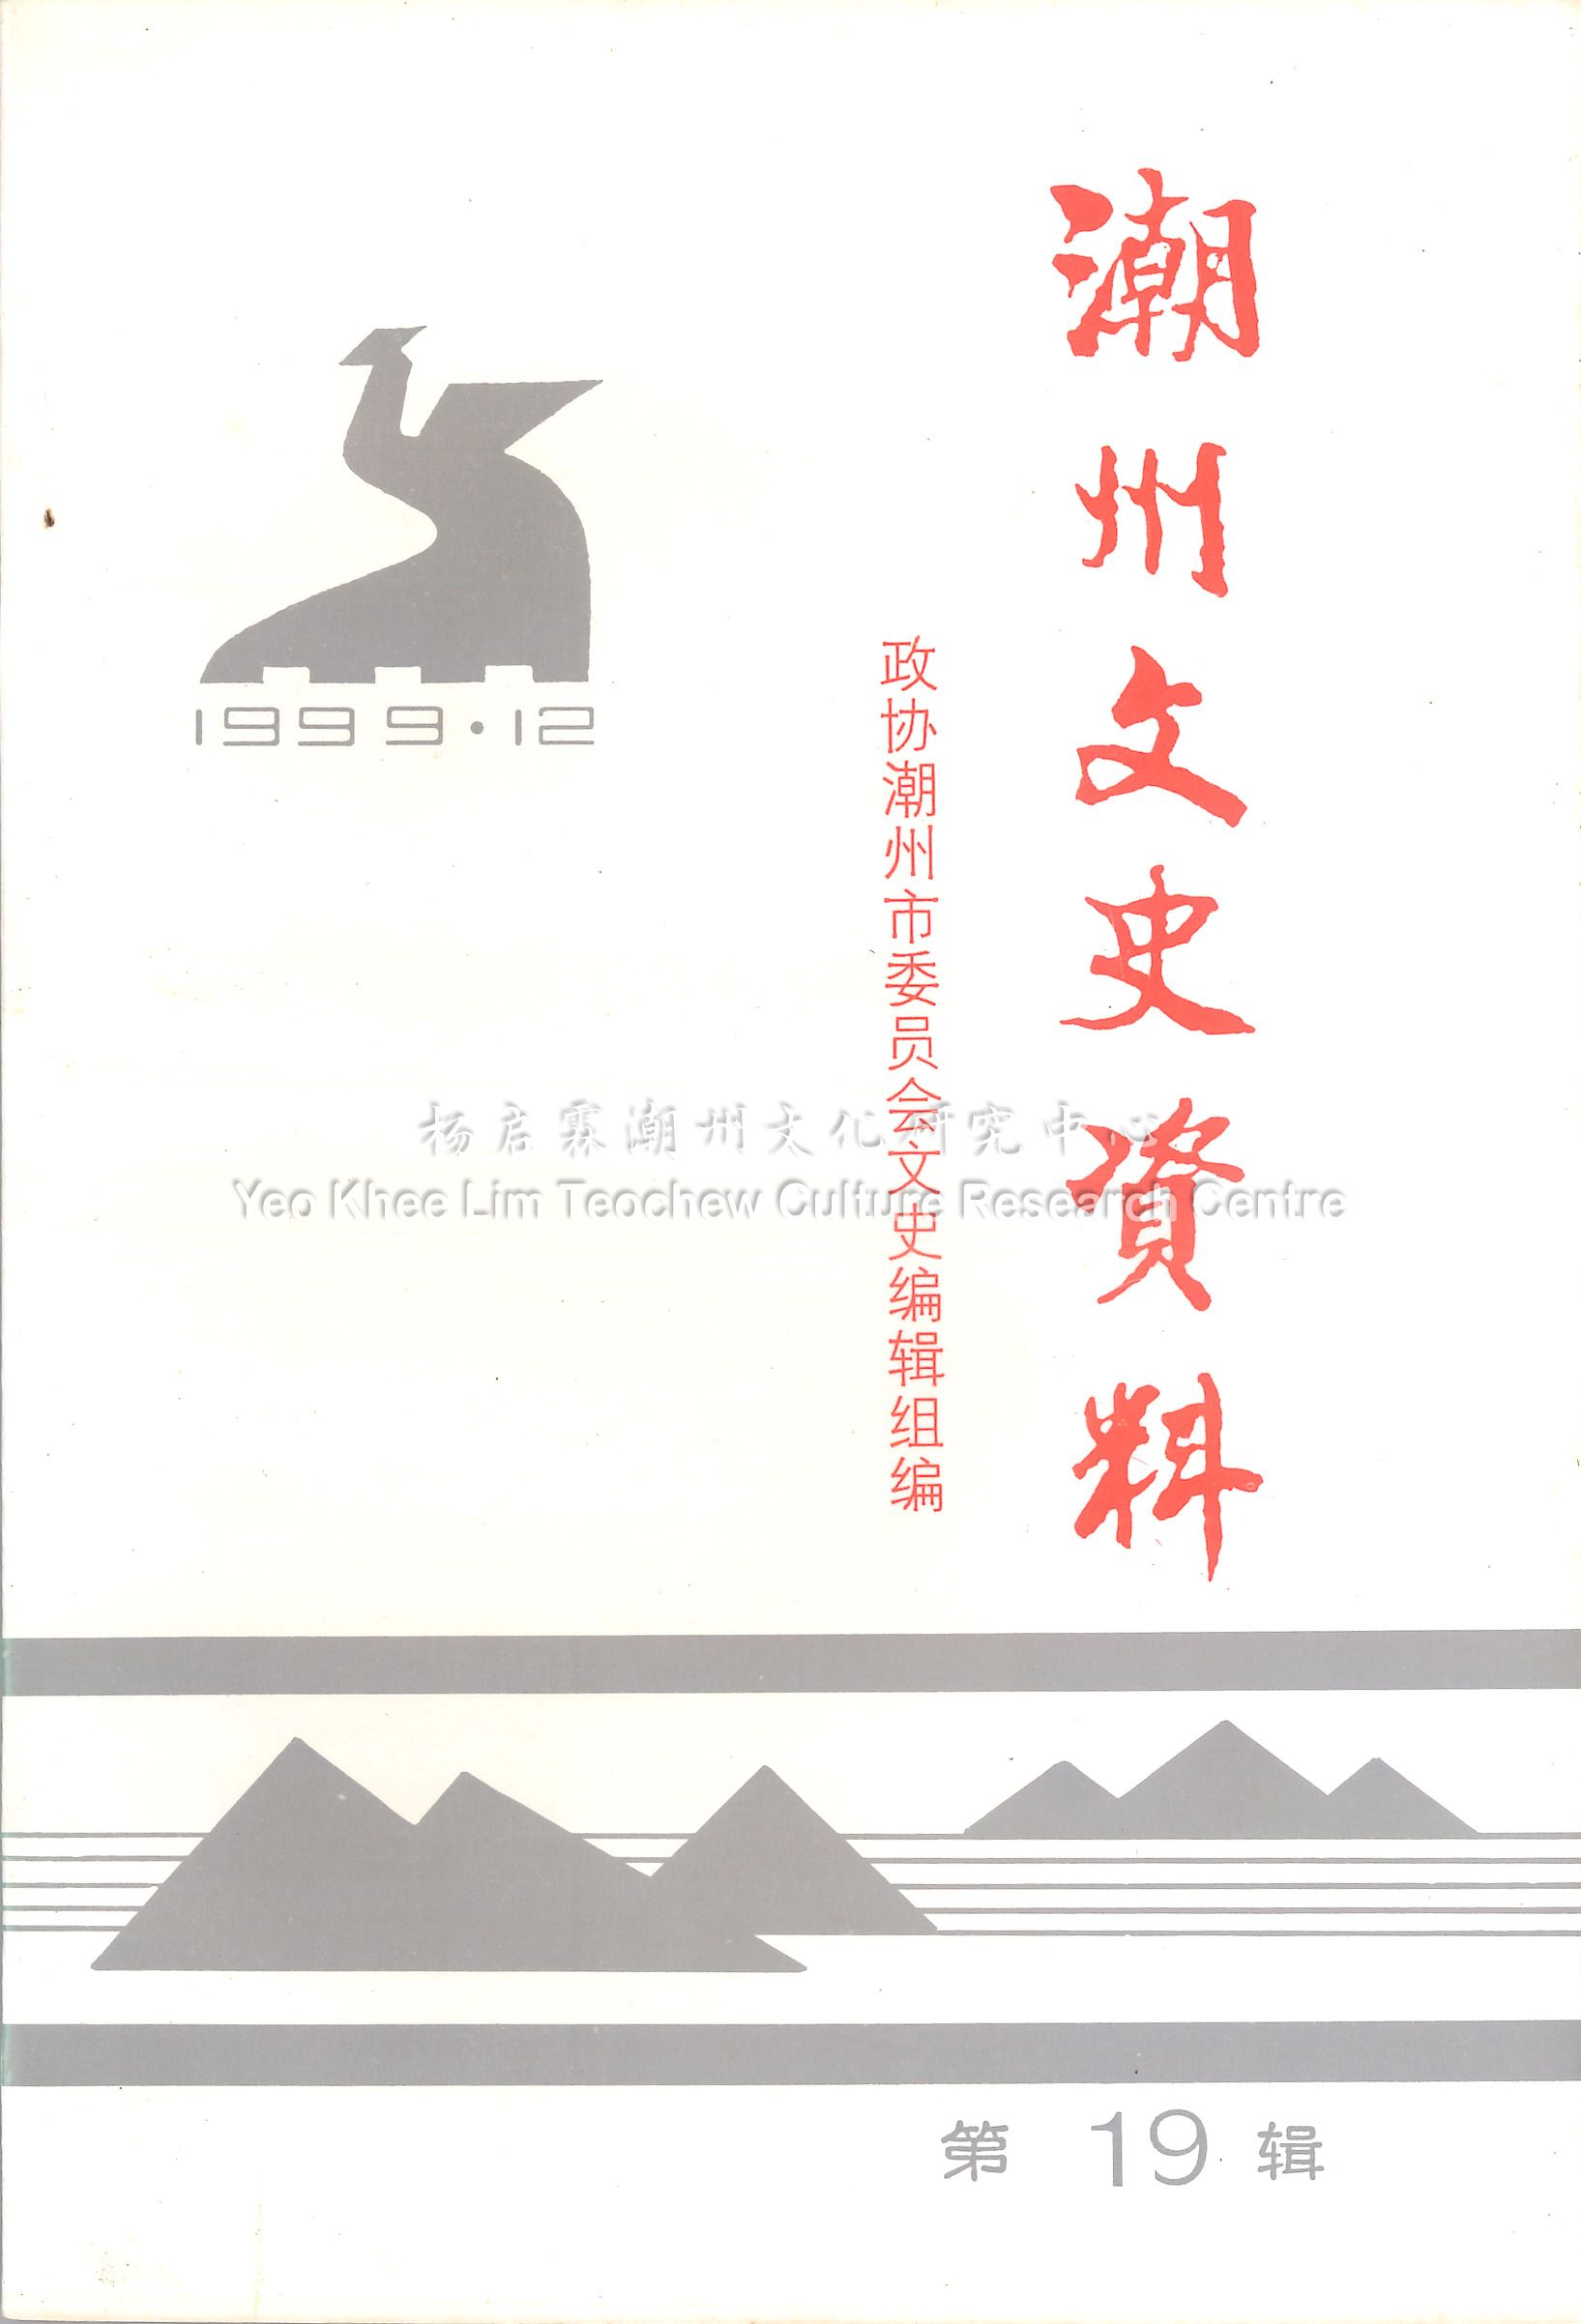 潮州文史資料
政协潮州市委员会文史编辑组编
1999·12
杨启霖潮州文化研究中心
Yeo Khee Lim Teochew Culture Research Centre
第 19 辑